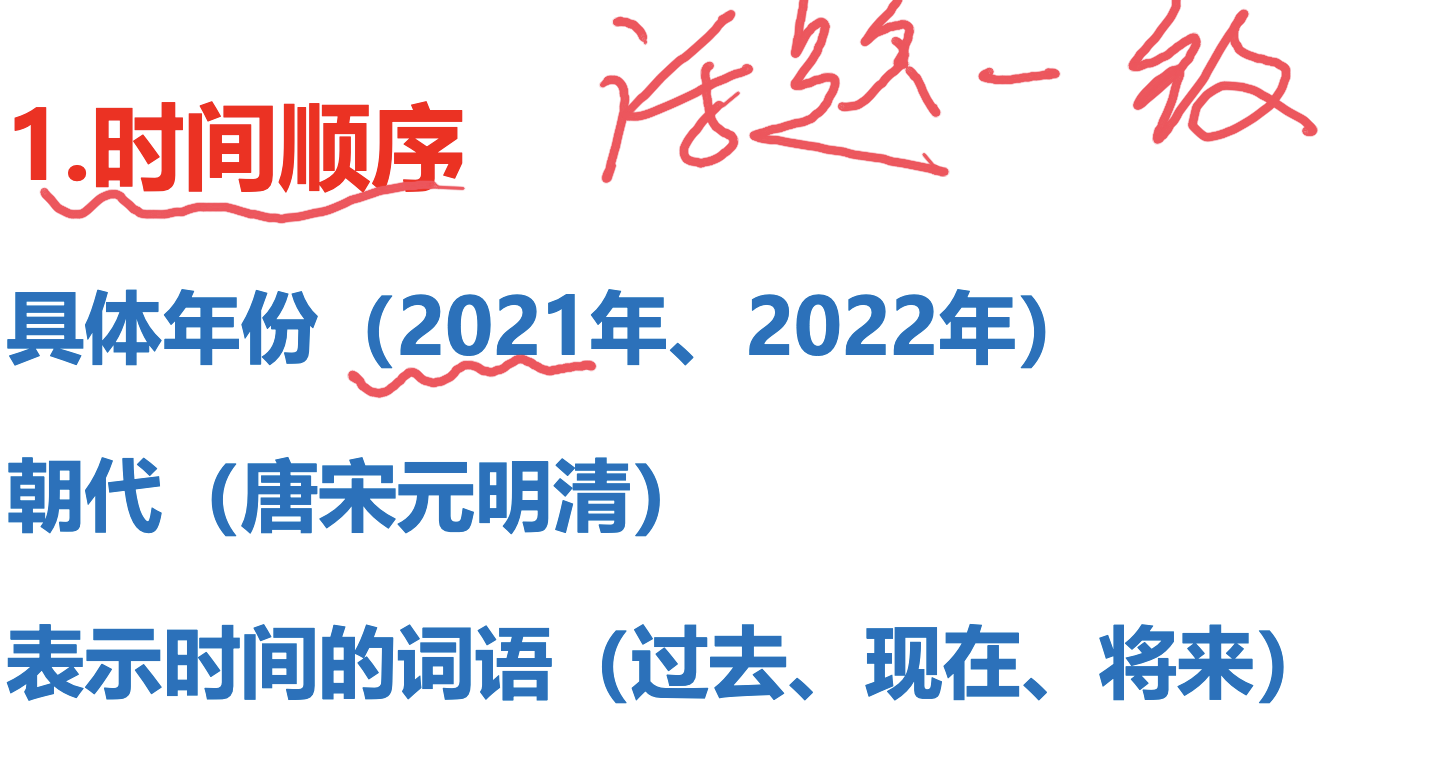 话题一致
1.时间顺序
具体年份（2021年、2022年）
朝代（唐宋元明清）
表示时间的词语（过去、现在、将来）